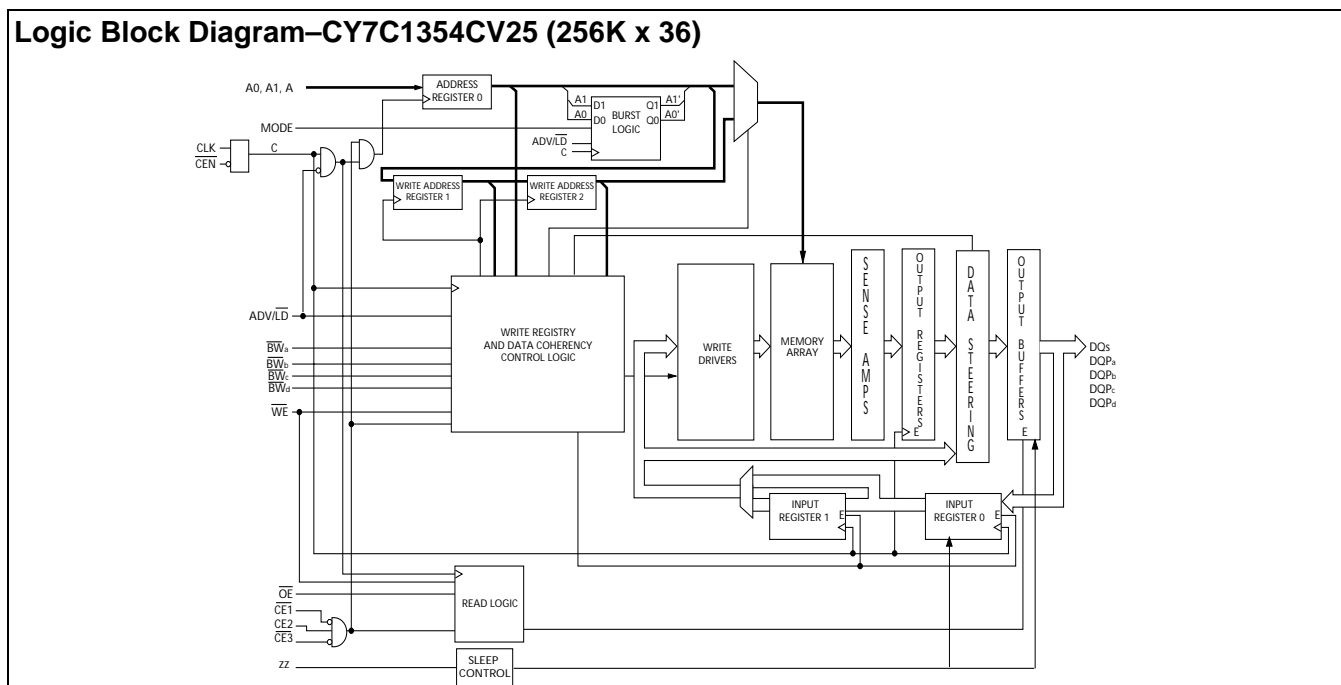 Logic Block Diagram–CY7C1354CV25 (256K x 36)
A0, A1, A
ADDRESS
REGISTER 0
A1
A0
D1
D0
BURST
LOGIC
Q1
Q0
A1'
A0'
MODE
ADV/LD
C
CLK
CEN
C
WRITE ADDRESS
REGISTER 1
WRITE ADDRESS
REGISTER 2
ADV/LD
BWa
BWb
BWc
BWd
WE
WRITE REGISTRY
AND DATA COHERENCY
CONTROL LOGIC
WRITE
DRIVERS
MEMORY
ARRAY
SENSE AMPS
OUTPUT REGISTERS
E
DATA STEERING
OUTPUT BUFFERS
E
DQs
DQPa
DQPb
DQPc
DQPd
INPUT
REGISTER 1
E
INPUT
REGISTER 0
E
OE
CE1
CE2
CE3
READ LOGIC
ZZ
SLEEP
CONTROL